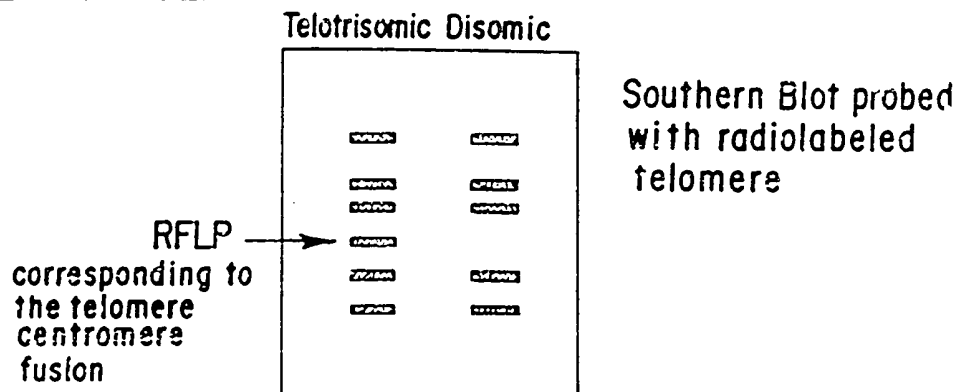 Telotrisomic Disomic
Southern Blot probed
with radiolabeled
telomere
RFLP
corresponding to
the telomere
centromere
fusion